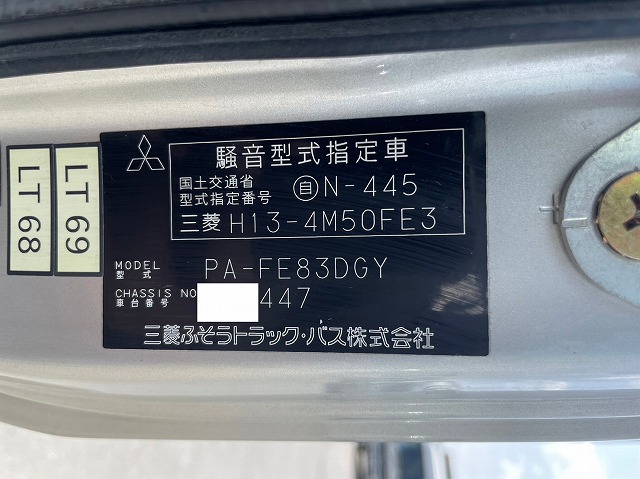 騒音型式指定車
国土交通省
型式指定番号 自N-445
三菱 H13-4M50FE3
MODEL
型式 PA-FE83DGY
CHASSIS NO
車台番号 447
三菱ふそうトラック・バス株式会社
LT 69
LT 68